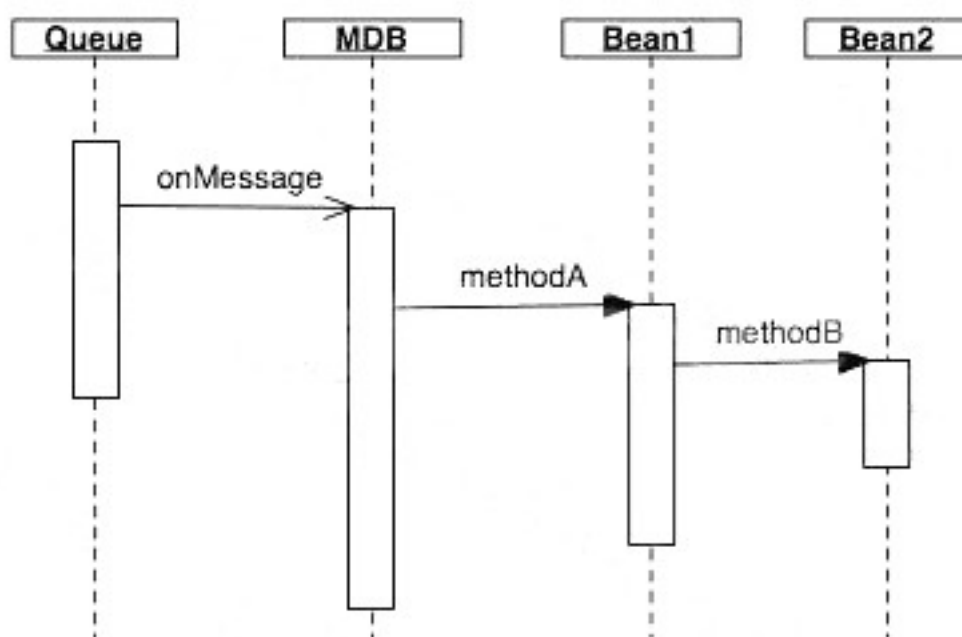 Queue
MDB
Bean1
Bean2
onMessage
methodA
methodB